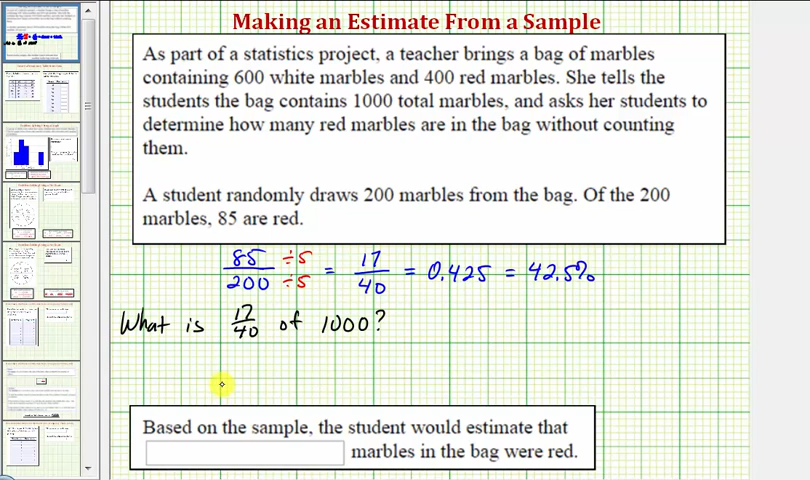 Making an Estimate From a Sample
As part of a statistics project, a teacher brings a bag of marbles
containing 600 white marbles and 400 red marbles. She tells the
students the bag contains 1000 total marbles, and asks her students to
determine how many red marbles are in the bag without counting
them.
A student randomly draws 200 marbles from the bag. Of the 200
marbles, 85 are red.
85/200 ÷5/÷5 = 17/40 = 0.425 = 42.5%
What is 17/40 of 1000?
Based on the sample, the student would estimate that
marbles in the bag were red.